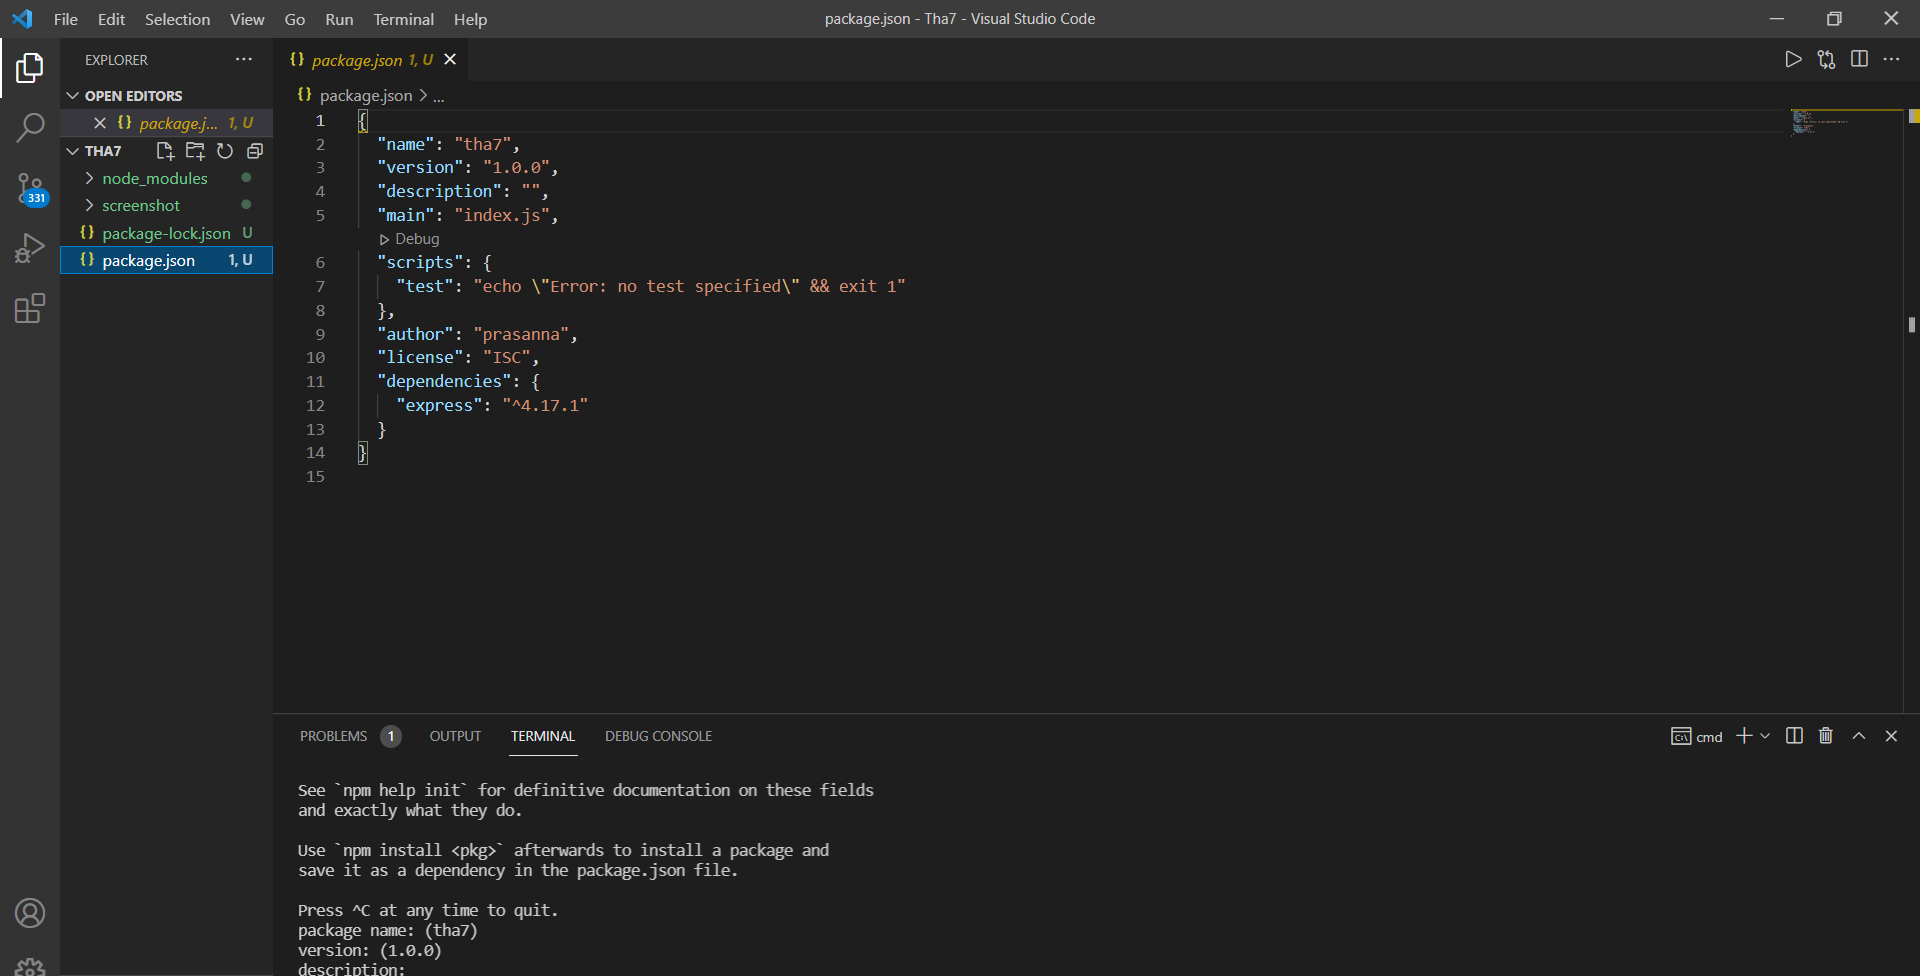 File Edit Selection View Go Run Terminal Help
package.json - Tha7 - Visual Studio Code
EXPLORER
OPEN EDITORS
package.j... 1, U
THA7
node_modules
screenshot
package-lock.json U
package.json 1, U
331
package.json 1, U
package.json > ...
1 {
2 "name": "tha7",
3 "version": "1.0.0",
4 "description": "",
5 "main": "index.js",
Debug
6 "scripts": {
7 "test": "echo \"Error: no test specified\" && exit 1"
8 },
9 "author": "prasanna",
10 "license": "ISC",
11 "dependencies": {
12 "express": "^4.17.1"
13 }
14 }
15
PROBLEMS 1 OUTPUT TERMINAL DEBUG CONSOLE
cmd
See `npm help init` for definitive documentation on these fields
and exactly what they do.
Use `npm install <pkg>` afterwards to install a package and
save it as a dependency in the package.json file.
Press ^C at any time to quit.
package name: (tha7)
version: (1.0.0)
description: